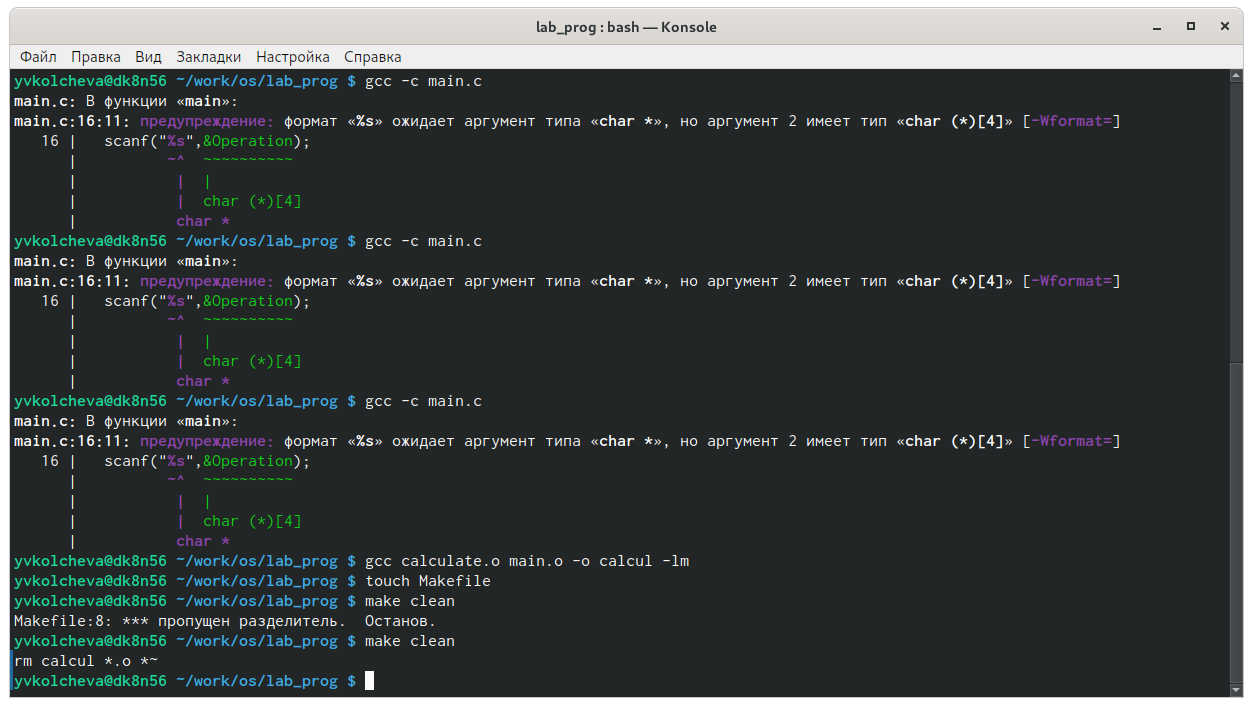 lab_prog : bash — Konsole
Файл Правка Вид Закладки Настройка Справка
yvkolcheva@dk8n56 ~/work/os/lab_prog $ gcc -c main.c
main.c: В функции «main»:
main.c:16:11: предупреждение: формат «%s» ожидает аргумент типа «char *», но аргумент 2 имеет тип «char (*)[4]» [-Wformat=]
   16 |   scanf("%s",&Operation);
      |          ~^  ~~~~~~~~~~
      |           |  |
      |           |  char (*)[4]
      |           char *
yvkolcheva@dk8n56 ~/work/os/lab_prog $ gcc -c main.c
main.c: В функции «main»:
main.c:16:11: предупреждение: формат «%s» ожидает аргумент типа «char *», но аргумент 2 имеет тип «char (*)[4]» [-Wformat=]
   16 |   scanf("%s",&Operation);
      |          ~^  ~~~~~~~~~~
      |           |  |
      |           |  char (*)[4]
      |           char *
yvkolcheva@dk8n56 ~/work/os/lab_prog $ gcc -c main.c
main.c: В функции «main»:
main.c:16:11: предупреждение: формат «%s» ожидает аргумент типа «char *», но аргумент 2 имеет тип «char (*)[4]» [-Wformat=]
   16 |   scanf("%s",&Operation);
      |          ~^  ~~~~~~~~~~
      |           |  |
      |           |  char (*)[4]
      |           char *
yvkolcheva@dk8n56 ~/work/os/lab_prog $ gcc calculate.o main.o -o calcul -lm
yvkolcheva@dk8n56 ~/work/os/lab_prog $ touch Makefile
yvkolcheva@dk8n56 ~/work/os/lab_prog $ make clean
Makefile:8: *** пропущен разделитель.  Останов.
yvkolcheva@dk8n56 ~/work/os/lab_prog $ make clean
rm calcul *.o *~
yvkolcheva@dk8n56 ~/work/os/lab_prog $